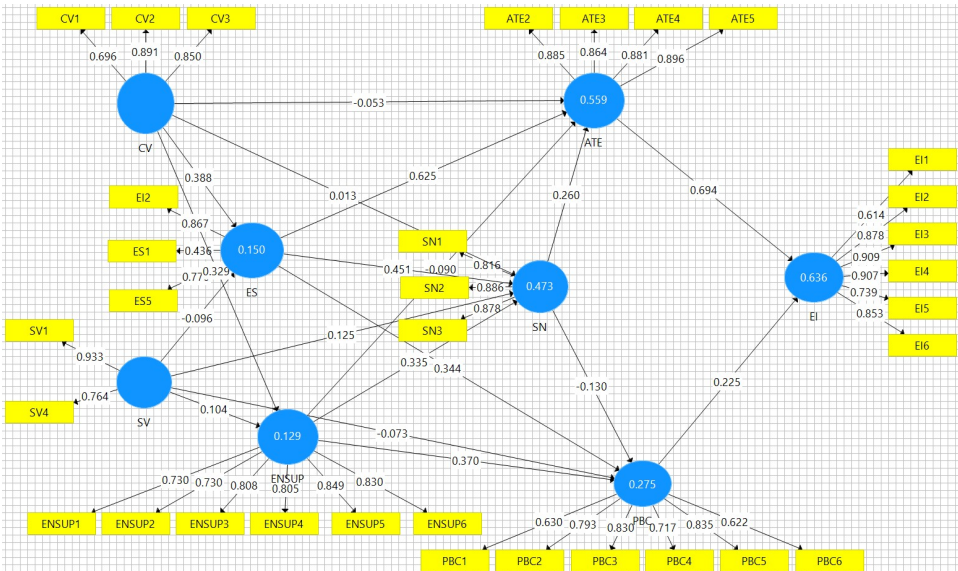 CV1 CV2 CV3 ATE2 ATE3 ATE4 ATE5
0.696 0.891 0.850 0.885 0.864 0.881 0.896
0.559
-0.053
CV ATE
EI1
0.388 0.625 0.013 0.260 0.694
EI2 EI2
0.614
0.867 0.878
SN1 EI3
ES1 0.436 0.150 0.909
0.329 0.451 -0.090 0.816
EI4
0.636 0.907
SN2 0.886 0.473
ES5 ES 0.739
EI5
SN3 0.878 EI 0.853
-0.096 SN
SV1 0.125 EI6
0.933 0.335 0.344
0.764 -0.130 0.225
SV4 SV 0.104
-0.073
0.129 0.370
ENSUP
0.730 0.730 0.808 0.805 0.849 0.830 0.275
PBC
ENSUP1 ENSUP2 ENSUP3 ENSUP4 ENSUP5 ENSUP6
0.630 0.793 0.830 0.717 0.835 0.622
PBC1 PBC2 PBC3 PBC4 PBC5 PBC6